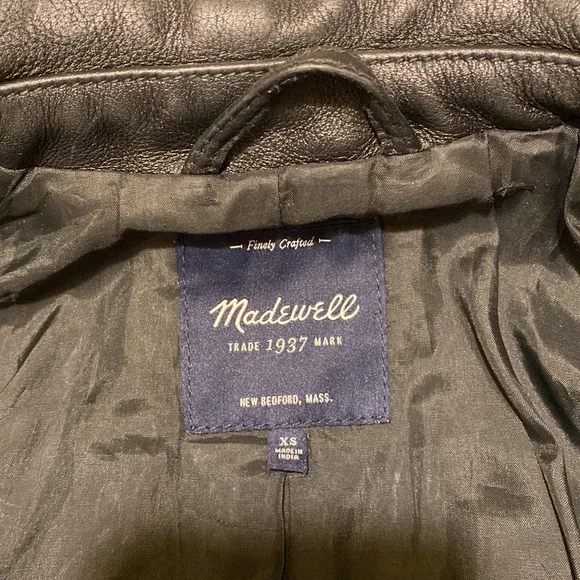 Finely Crafted
Madewell
TRADE 1937 MARK
NEW BEDFORD, MASS.
XS
MADE IN
INDIA